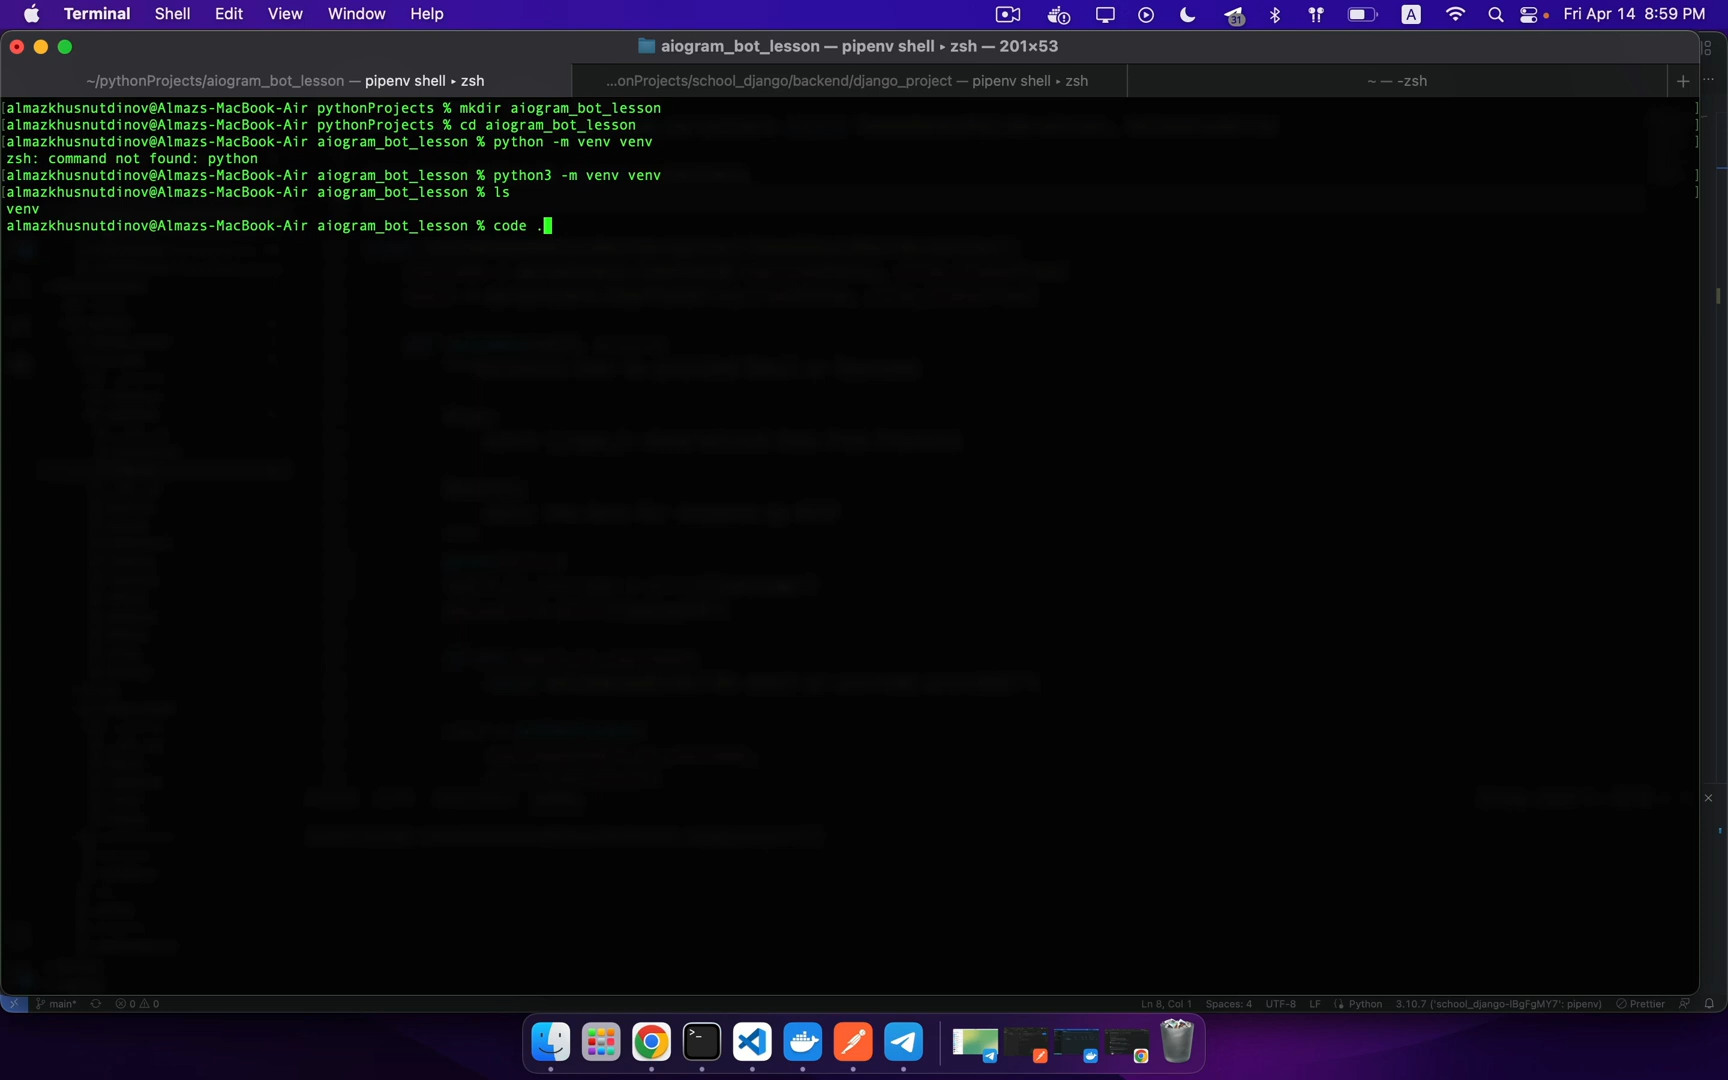 Terminal Shell Edit View Window Help 31 A Fri Apr 14 8:59 PM
aiogram_bot_lesson — pipenv shell ▸ zsh — 201×53
~/pythonProjects/aiogram_bot_lesson — pipenv shell ▸ zsh ...onProjects/school_django/backend/django_project — pipenv shell ▸ zsh ~ — -zsh +
[almazkhusnutdinov@Almazs-MacBook-Air pythonProjects % mkdir aiogram_bot_lesson ]
[almazkhusnutdinov@Almazs-MacBook-Air pythonProjects % cd aiogram_bot_lesson ]
[almazkhusnutdinov@Almazs-MacBook-Air aiogram_bot_lesson % python -m venv venv ]
zsh: command not found: python
[almazkhusnutdinov@Almazs-MacBook-Air aiogram_bot_lesson % python3 -m venv venv ]
[almazkhusnutdinov@Almazs-MacBook-Air aiogram_bot_lesson % ls ]
venv
almazkhusnutdinov@Almazs-MacBook-Air aiogram_bot_lesson % code .
main* 0 0 Ln 8, Col 1 Spaces: 4 UTF-8 LF Python 3.10.7 ('school_django-lBgFgMY7': pipenv) Prettier